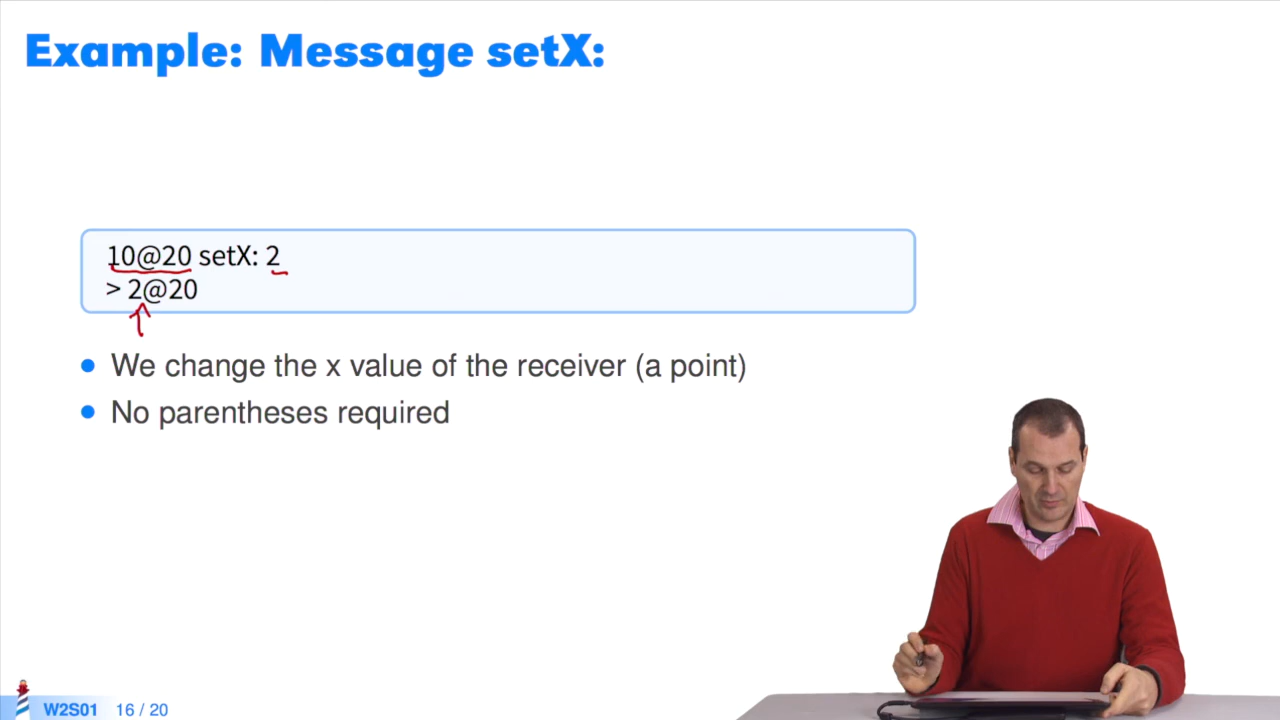 Example: Message setX:
10@20 setX: 2
> 2@20
We change the x value of the receiver (a point)
No parentheses required
W2S01 16 / 20